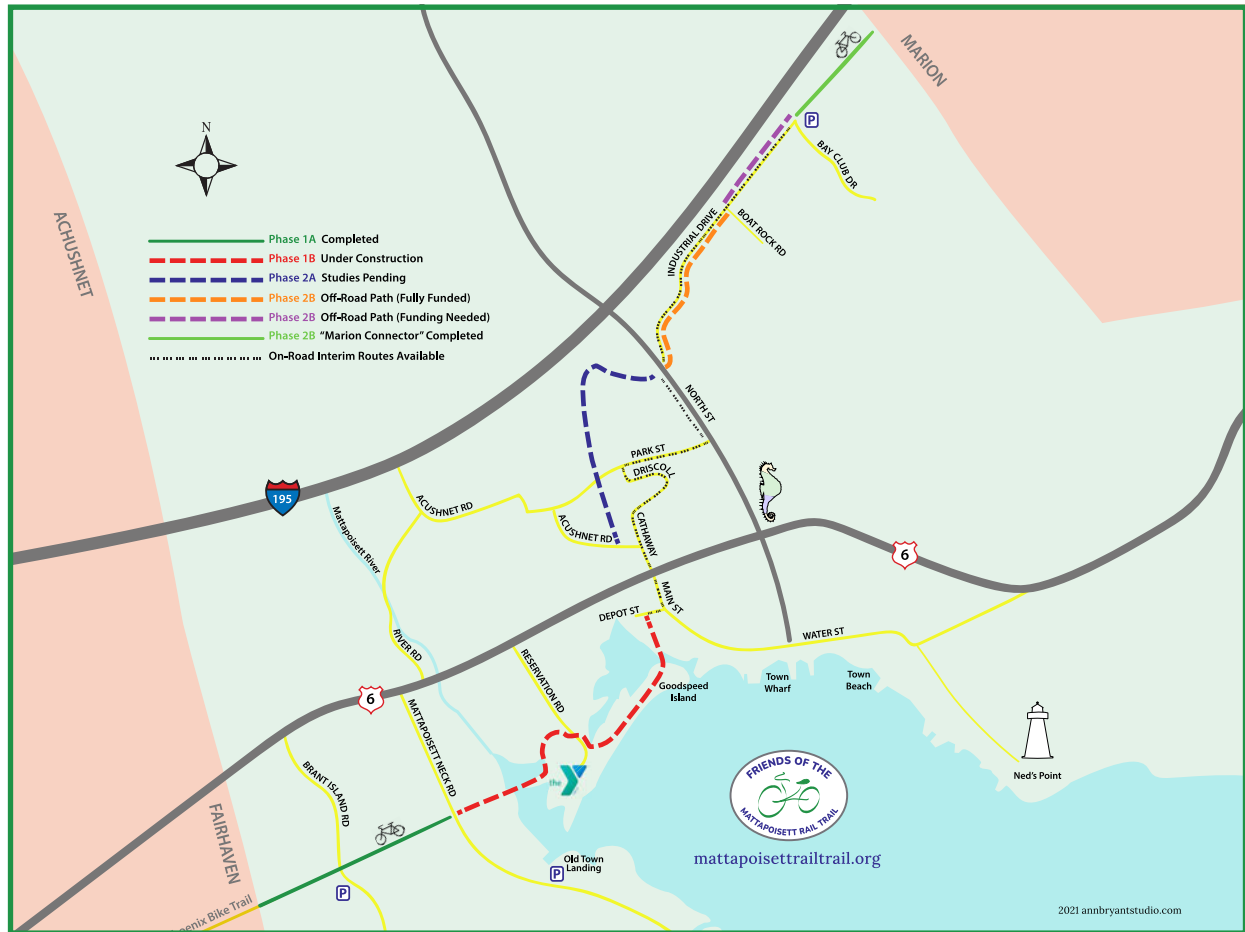 MARION
P
BAY CLUB DR
N
ACHUSHNET
BOAT ROCK RD
INDUSTRIAL DRIVE
Phase 1A Completed
Phase 1B Under Construction
Phase 2A Studies Pending
Phase 2B Off-Road Path (Fully Funded)
Phase 2B Off-Road Path (Funding Needed)
Phase 2B "Marion Connector" Completed
On-Road Interim Routes Available
NORTH ST
PARK ST
DRISCOLL
195
ACUSHNET RD
Mattapoisett River
ACUSHNET RD
CATHAWAY
6
MAIN ST
DEPOT ST
WATER ST
RIVER RD
RESERVATION RD
Goodspeed
Island
Town
Wharf
Town
Beach
6
MATTAPOISETT NECK RD
BRANT ISLAND RD
the Y
Ned's Point
FRIENDS OF THE
MATTAPOISETT RAIL TRAIL
mattapoisettrailtrail.org
FAIRHAVEN
Old Town
Landing
P
P
Bike Trail
2021 annbryantstudio.com